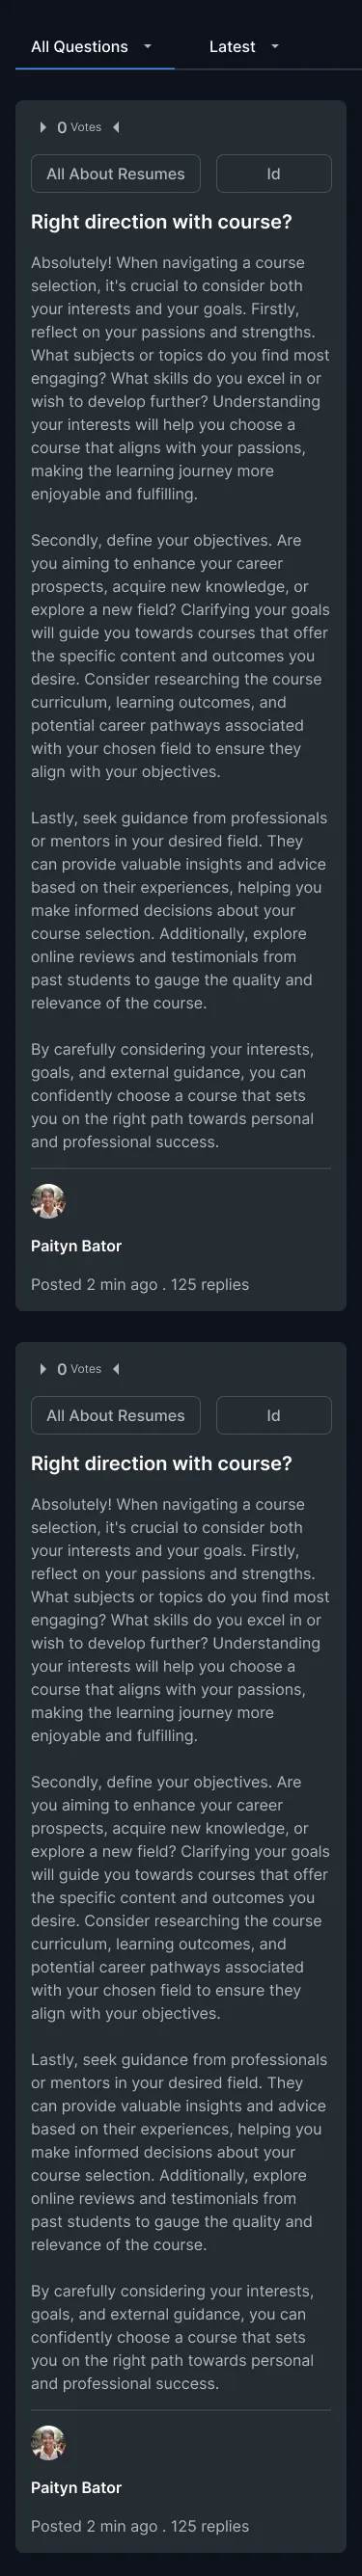 All Questions Latest
0 Votes
All About Resumes Id
Right direction with course?
Absolutely! When navigating a course
selection, it's crucial to consider both
your interests and your goals. Firstly,
reflect on your passions and strengths.
What subjects or topics do you find most
engaging? What skills do you excel in or
wish to develop further? Understanding
your interests will help you choose a
course that aligns with your passions,
making the learning journey more
enjoyable and fulfilling.
Secondly, define your objectives. Are
you aiming to enhance your career
prospects, acquire new knowledge, or
explore a new field? Clarifying your goals
will guide you towards courses that offer
the specific content and outcomes you
desire. Consider researching the course
curriculum, learning outcomes, and
potential career pathways associated
with your chosen field to ensure they
align with your objectives.
Lastly, seek guidance from professionals
or mentors in your desired field. They
can provide valuable insights and advice
based on their experiences, helping you
make informed decisions about your
course selection. Additionally, explore
online reviews and testimonials from
past students to gauge the quality and
relevance of the course.
By carefully considering your interests,
goals, and external guidance, you can
confidently choose a course that sets
you on the right path towards personal
and professional success.
Paityn Bator
Posted 2 min ago . 125 replies
0 Votes
All About Resumes Id
Right direction with course?
Absolutely! When navigating a course
selection, it's crucial to consider both
your interests and your goals. Firstly,
reflect on your passions and strengths.
What subjects or topics do you find most
engaging? What skills do you excel in or
wish to develop further? Understanding
your interests will help you choose a
course that aligns with your passions,
making the learning journey more
enjoyable and fulfilling.
Secondly, define your objectives. Are
you aiming to enhance your career
prospects, acquire new knowledge, or
explore a new field? Clarifying your goals
will guide you towards courses that offer
the specific content and outcomes you
desire. Consider researching the course
curriculum, learning outcomes, and
potential career pathways associated
with your chosen field to ensure they
align with your objectives.
Lastly, seek guidance from professionals
or mentors in your desired field. They
can provide valuable insights and advice
based on their experiences, helping you
make informed decisions about your
course selection. Additionally, explore
online reviews and testimonials from
past students to gauge the quality and
relevance of the course.
By carefully considering your interests,
goals, and external guidance, you can
confidently choose a course that sets
you on the right path towards personal
and professional success.
Paityn Bator
Posted 2 min ago . 125 replies